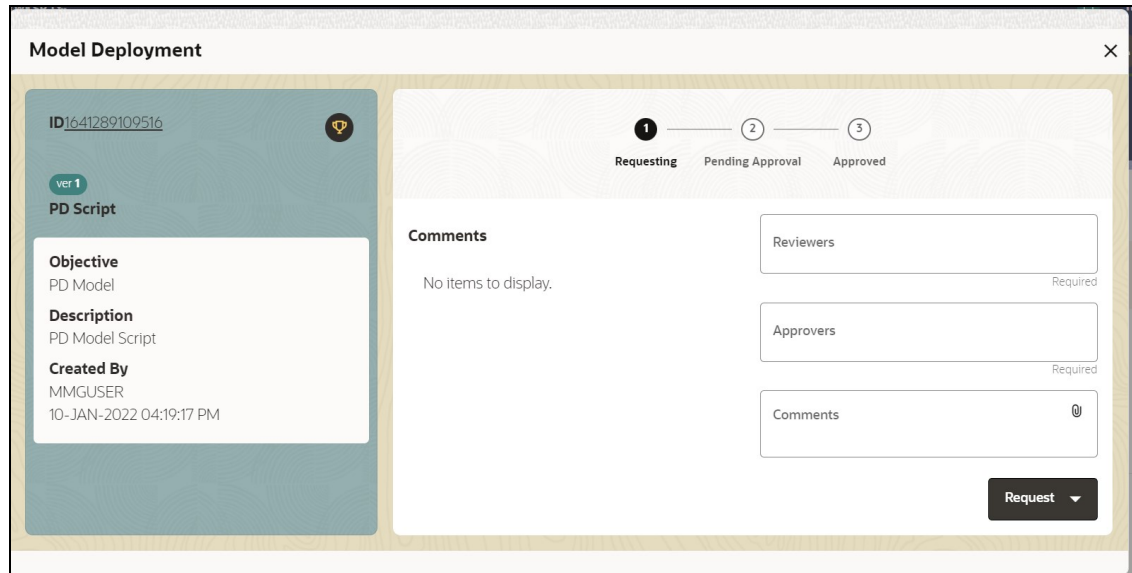 Model Deployment
ID1641289109516
ver 1
PD Script
Objective
PD Model
Description
PD Model Script
Created By
MMGUSER
10-JAN-2022 04:19:17 PM
1 2 3
Requesting Pending Approval Approved
Comments
No items to display.
Reviewers
Required
Approvers
Required
Comments
Request